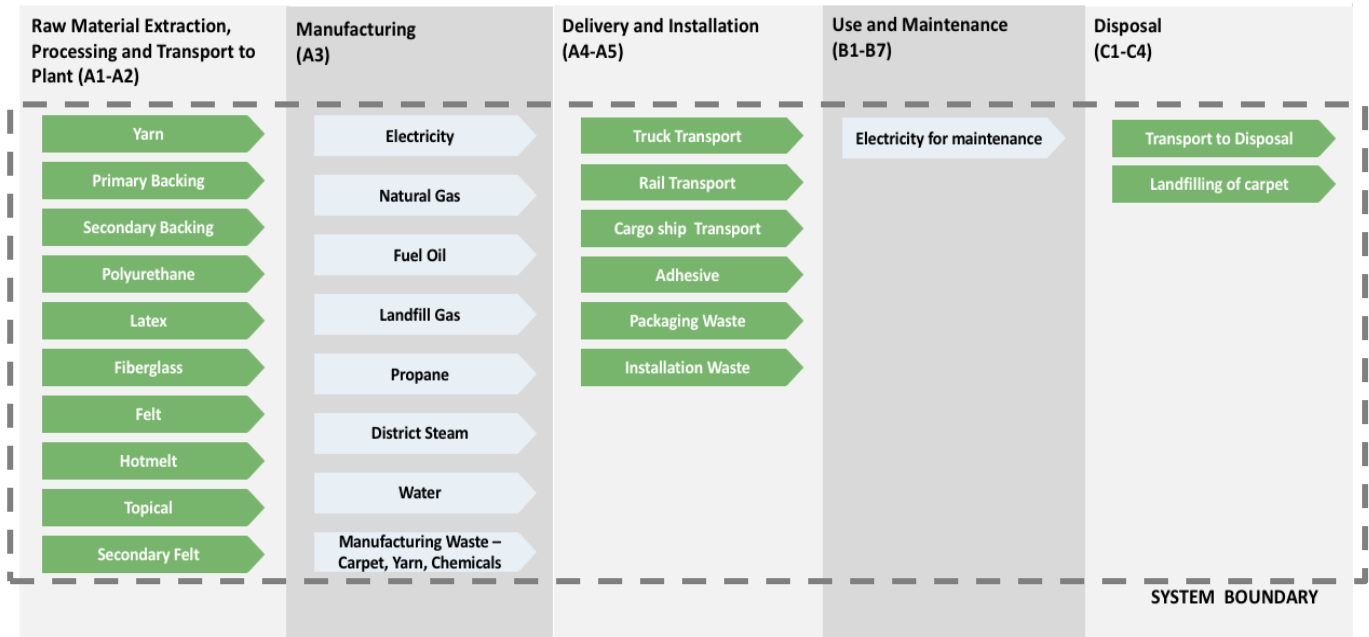 Raw Material Extraction,
Processing and Transport to
Plant (A1-A2)
Yarn
Primary Backing
Secondary Backing
Polyurethane
Latex
Fiberglass
Felt
Hotmelt
Topical
Secondary Felt
Manufacturing
(A3)
Electricity
Natural Gas
Fuel Oil
Landfill Gas
Propane
District Steam
Water
Manufacturing Waste –
Carpet, Yarn, Chemicals
Delivery and Installation
(A4-A5)
Truck Transport
Rail Transport
Cargo ship Transport
Adhesive
Packaging Waste
Installation Waste
Use and Maintenance
(B1-B7)
Electricity for maintenance
Disposal
(C1-C4)
Transport to Disposal
Landfilling of carpet
SYSTEM BOUNDARY